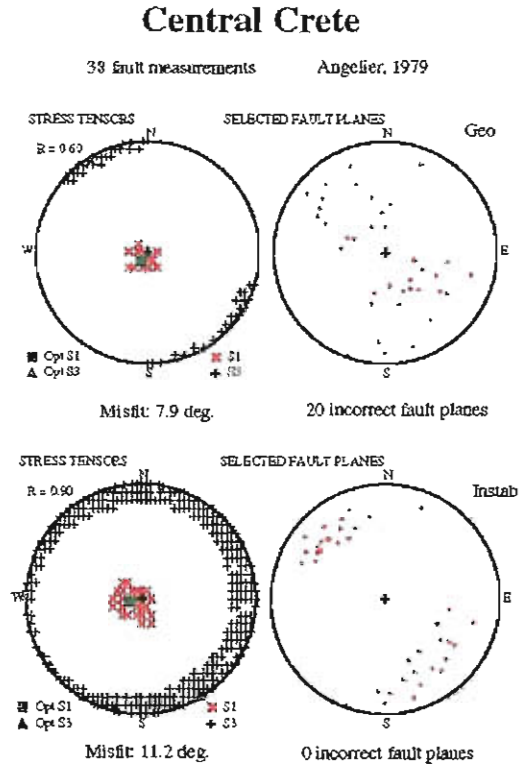 Central Crete
38 fault measurements Angelier, 1979
STRESS TENSORS SELECTED FAULT PLANES
N N Geo
R = 0.60
W E
Opt S1 S1
Opt S3 S3
S S
Misfit: 7.9 deg. 20 incorrect fault planes
STRESS TENSORS SELECTED FAULT PLANES
N N Instab
R = 0.90
W E
Opt S1 S1
Opt S3 S3
S S
Misfit: 11.2 deg. 0 incorrect fault planes